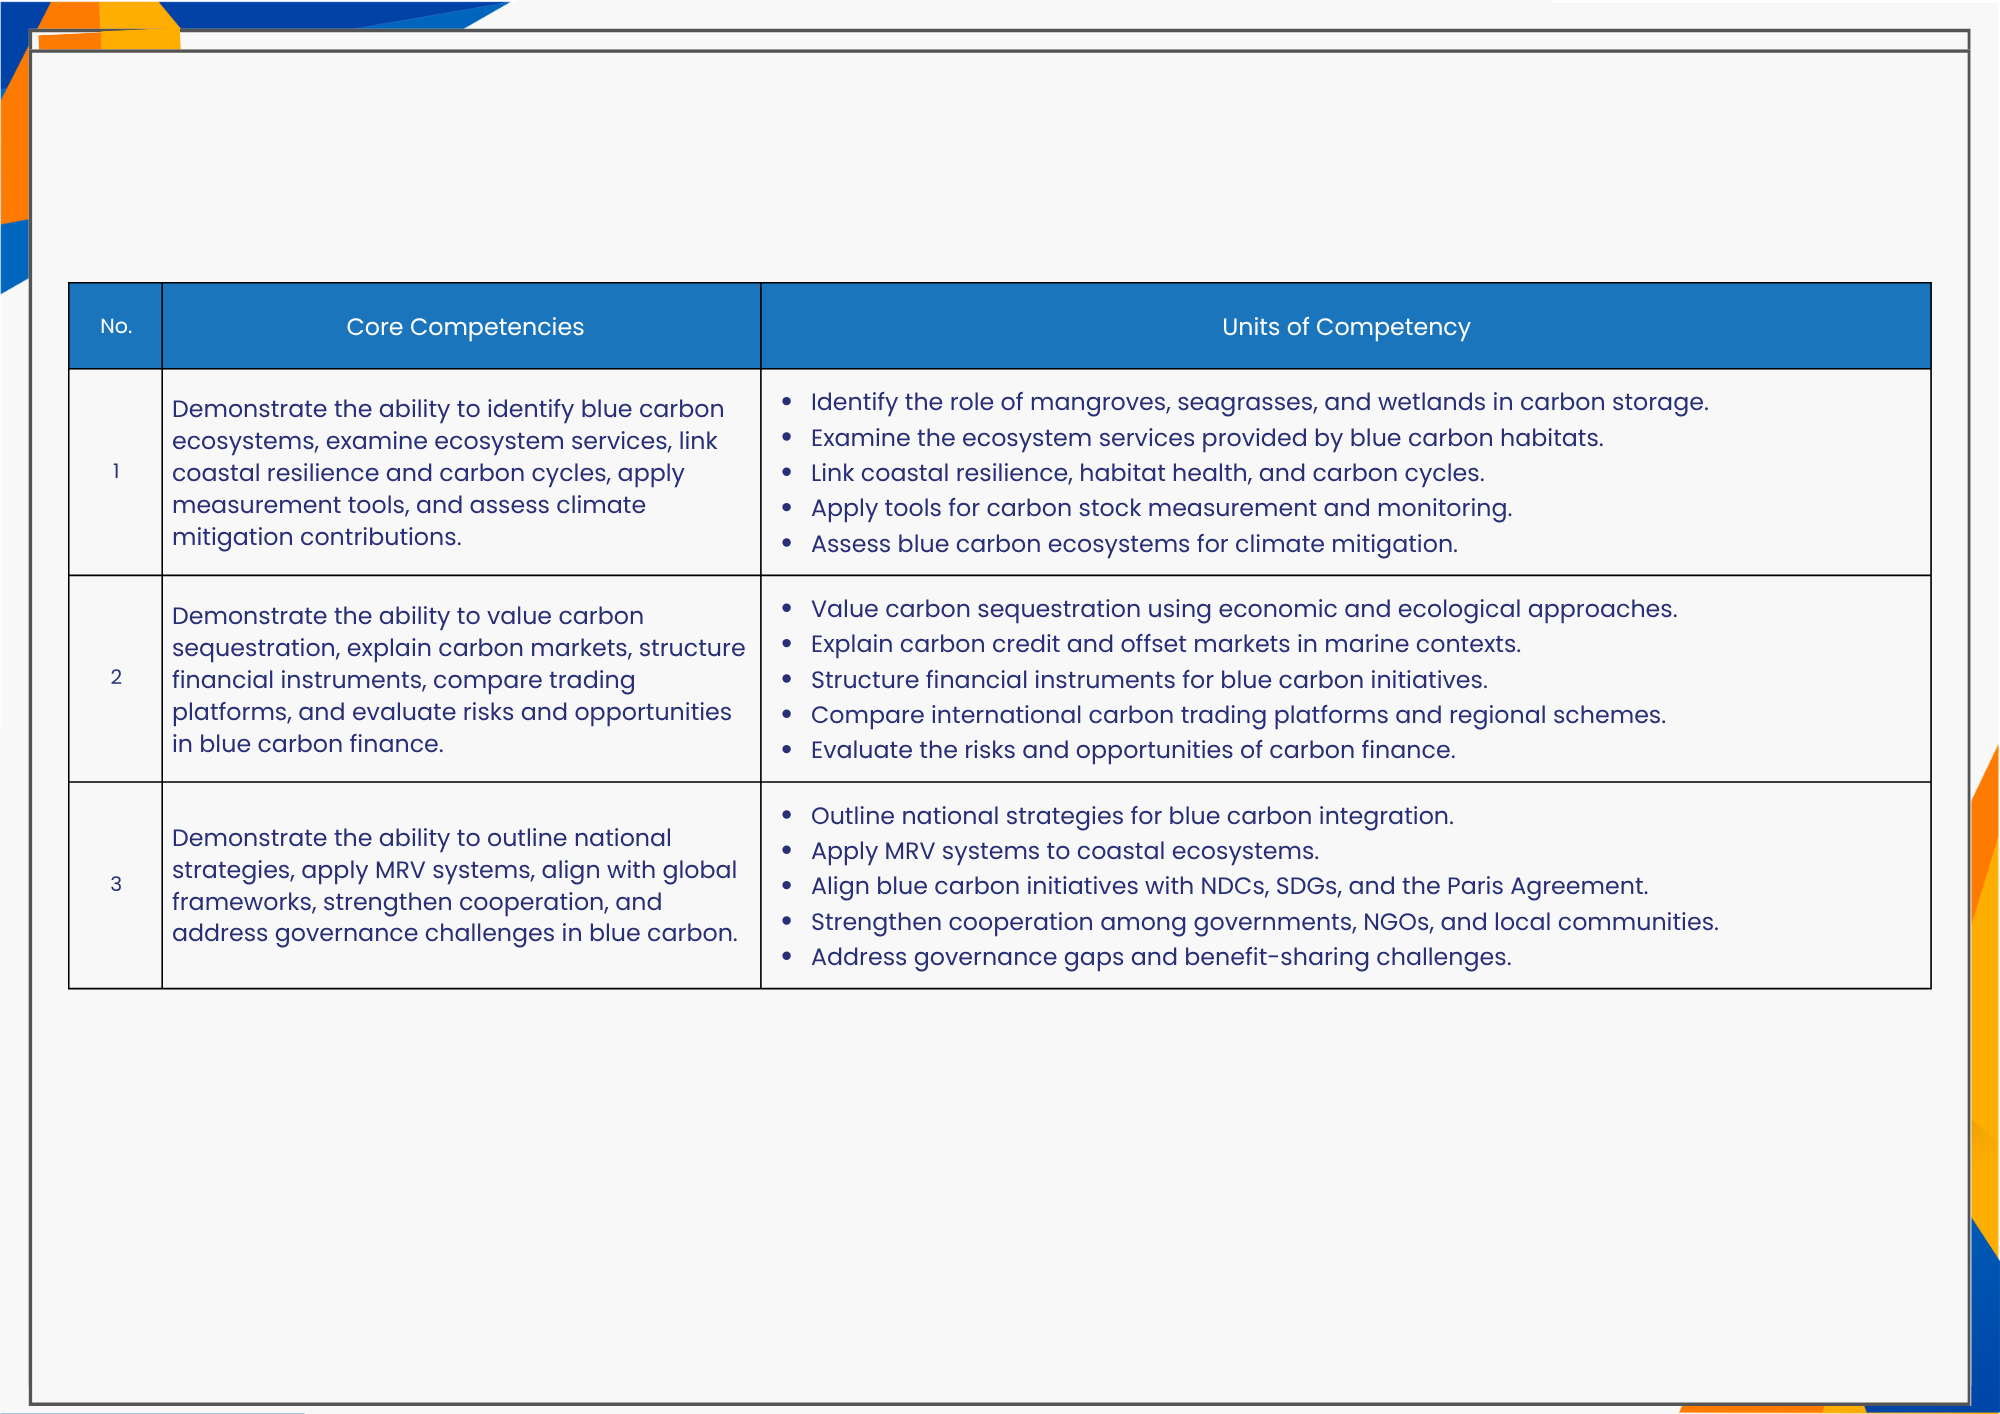 No.
Core Competencies
Units of Competency
1
Demonstrate the ability to identify blue carbon
ecosystems, examine ecosystem services, link
coastal resilience and carbon cycles, apply
measurement tools, and assess climate
mitigation contributions.
• Identify the role of mangroves, seagrasses, and wetlands in carbon storage.
• Examine the ecosystem services provided by blue carbon habitats.
• Link coastal resilience, habitat health, and carbon cycles.
• Apply tools for carbon stock measurement and monitoring.
• Assess blue carbon ecosystems for climate mitigation.
2
Demonstrate the ability to value carbon
sequestration, explain carbon markets, structure
financial instruments, compare trading
platforms, and evaluate risks and opportunities
in blue carbon finance.
• Value carbon sequestration using economic and ecological approaches.
• Explain carbon credit and offset markets in marine contexts.
• Structure financial instruments for blue carbon initiatives.
• Compare international carbon trading platforms and regional schemes.
• Evaluate the risks and opportunities of carbon finance.
3
Demonstrate the ability to outline national
strategies, apply MRV systems, align with global
frameworks, strengthen cooperation, and
address governance challenges in blue carbon.
• Outline national strategies for blue carbon integration.
• Apply MRV systems to coastal ecosystems.
• Align blue carbon initiatives with NDCs, SDGs, and the Paris Agreement.
• Strengthen cooperation among governments, NGOs, and local communities.
• Address governance gaps and benefit-sharing challenges.